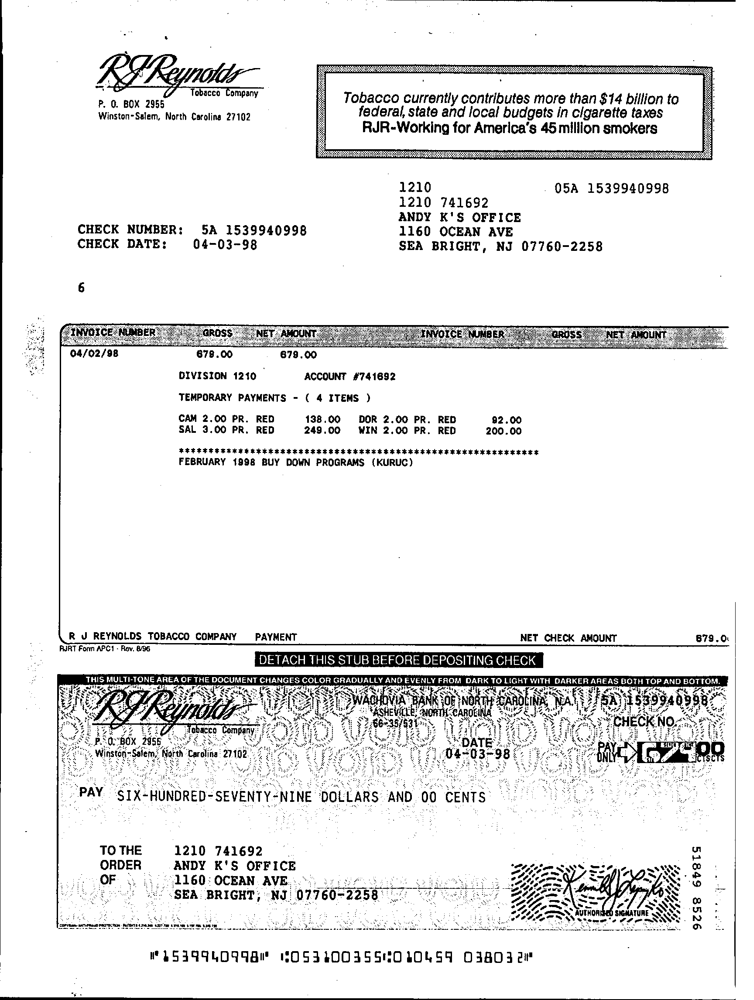 RJReynolds
Tobacco Company
P. O. BOX 2955
Winston-Salem, North Carolina 27102
Tobacco currently contributes more than $14 billion to
federal, state and local budgets in cigarette taxes
RJR-Working for America's 45 million smokers
1210 05A 1539940998
1210 741692
ANDY K'S OFFICE
1160 OCEAN AVE
SEA BRIGHT, NJ 07760-2258
CHECK NUMBER: 5A 1539940998
CHECK DATE: 04-03-98
6
INVOICE NUMBER GROSS NET AMOUNT INVOICE NUMBER GROSS NET AMOUNT
04/02/98 679.00 679.00
DIVISION 1210 ACCOUNT #741692
TEMPORARY PAYMENTS - ( 4 ITEMS )
CAM 2.00 PR. RED 138.00 DOR 2.00 PR. RED 92.00
SAL 3.00 PR. RED 249.00 WIN 2.00 PR. RED 200.00
************************************************************
FEBRUARY 1998 BUY DOWN PROGRAMS (KURUC)
R J REYNOLDS TOBACCO COMPANY PAYMENT NET CHECK AMOUNT 679.0
RJRT Form APC1 - Rev. 8/96
DETACH THIS STUB BEFORE DEPOSITING CHECK
THIS MULTI-TONE AREA OF THE DOCUMENT CHANGES COLOR GRADUALLY AND EVENLY FROM DARK TO LIGHT WITH DARKER AREAS BOTH TOP AND BOTTOM.
RJReynolds
Tobacco Company
P. O. BOX 2955
Winston-Salem, North Carolina 27102
WACHOVIA BANK OF NORTH CAROLINA, N.A.
ASHEVILLE, NORTH CAROLINA
66-35/531
5A 1539940998
CHECK NO.
DATE
04-03-98
PAY ONLY
CTSCTS
PAY SIX-HUNDRED-SEVENTY-NINE DOLLARS AND 00 CENTS
TO THE ORDER OF
1210 741692
ANDY K'S OFFICE
1160 OCEAN AVE
SEA BRIGHT, NJ 07760-2258
AUTHORIZED SIGNATURE
51849 8526
⑈1539940998⑈ ⑆053100355⑆010459 038032⑈